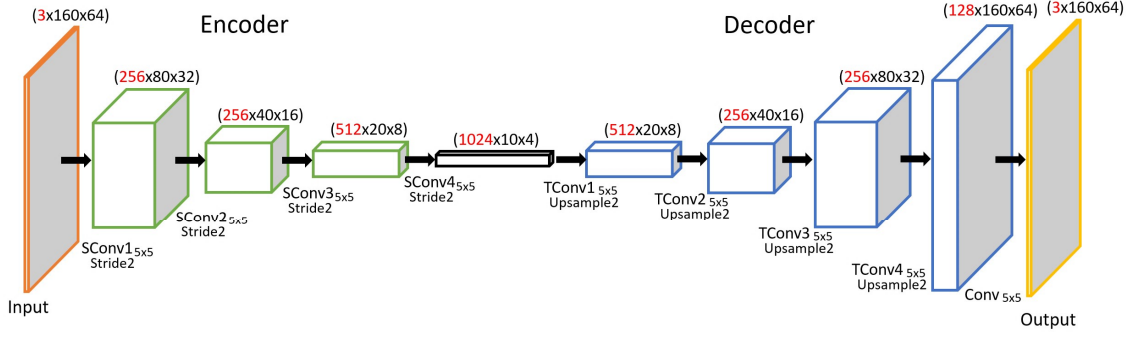 (3x160x64)
Encoder
Decoder
(128x160x64)
(3x160x64)
(256x80x32)
(256x40x16)
(512x20x8)
(1024x10x4)
(512x20x8)
(256x40x16)
(256x80x32)
SConv1 5x5
Stride2
SConv2 5x5
Stride2
SConv3 5x5
Stride2
SConv4 5x5
Stride2
TConv1 5x5
Upsample2
TConv2 5x5
Upsample2
TConv3 5x5
Upsample2
TConv4 5x5
Upsample2
Conv 5x5
Input
Output